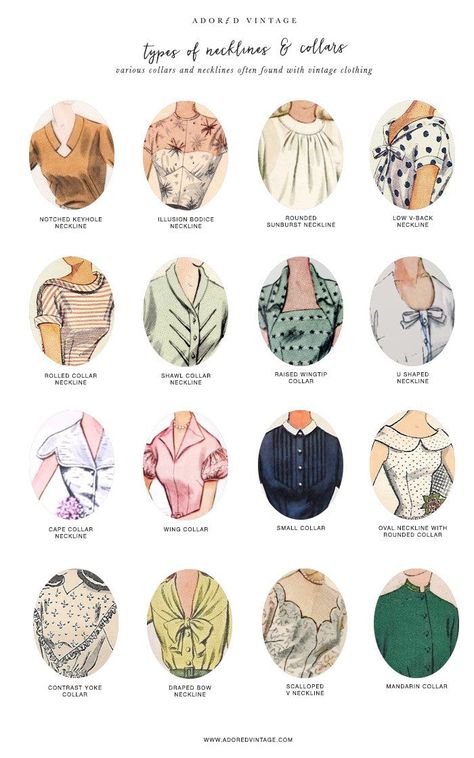 ADORED VINTAGE
types of necklines & collars
various collars and necklines often found with vintage clothing
NOTCHED KEYHOLE
NECKLINE
ILLUSION BODICE
NECKLINE
ROUNDED
SUNBURST NECKLINE
LOW V-BACK
NECKLINE
ROLLED COLLAR
NECKLINE
SHAWL COLLAR
NECKLINE
RAISED WINGTIP
COLLAR
U SHAPED
NECKLINE
CAPE COLLAR
NECKLINE
WING COLLAR
SMALL COLLAR
OVAL NECKLINE WITH
ROUNDED COLLAR
CONTRAST YOKE
COLLAR
DRAPED BOW
NECKLINE
SCALLOPED
V NECKLINE
MANDARIN COLLAR
WWW.ADOREDVINTAGE.COM